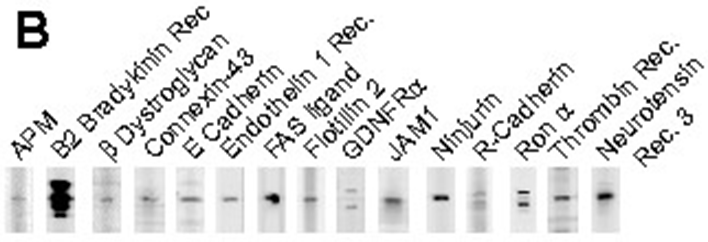 B
APM
B2 Bradykinin Rec
β Dystroglycan
Connexin-43
E Cadherin
Endothelin 1 Rec.
FAS ligand
Flotillin 2
GDNFRα
JAM1
Ninjurin
R-Cadherin
Ron α
Thrombin Rec.
Neurotensin
Rec. 3